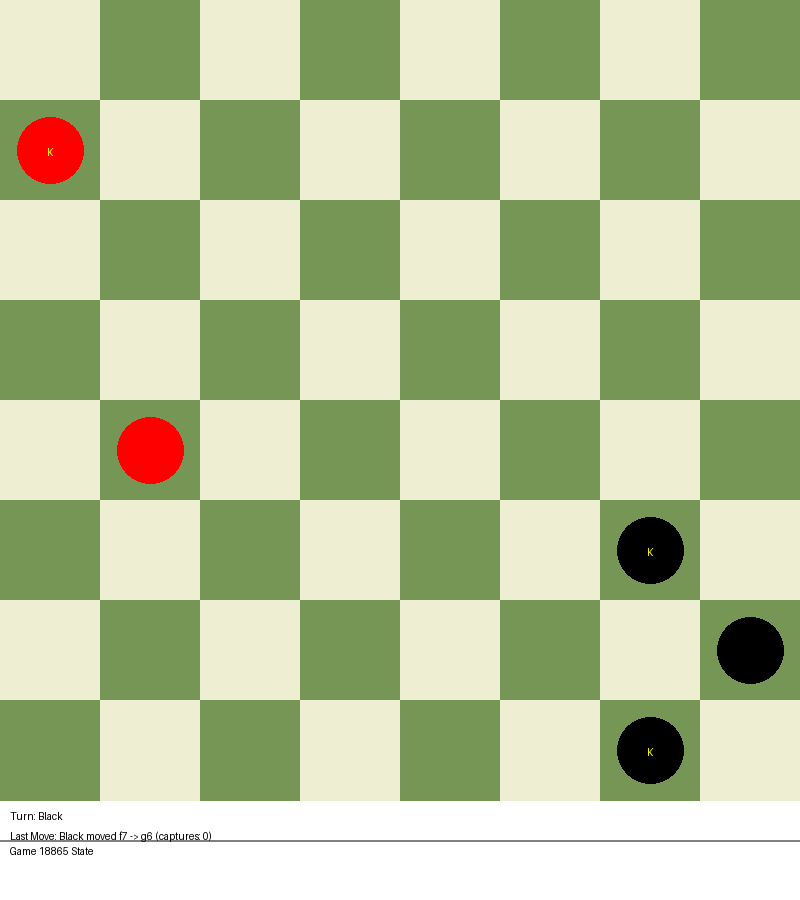 K
K
K
Turn: Black
Last Move: Black moved f7 -> g6 (captures: 0)
Game 18865 State